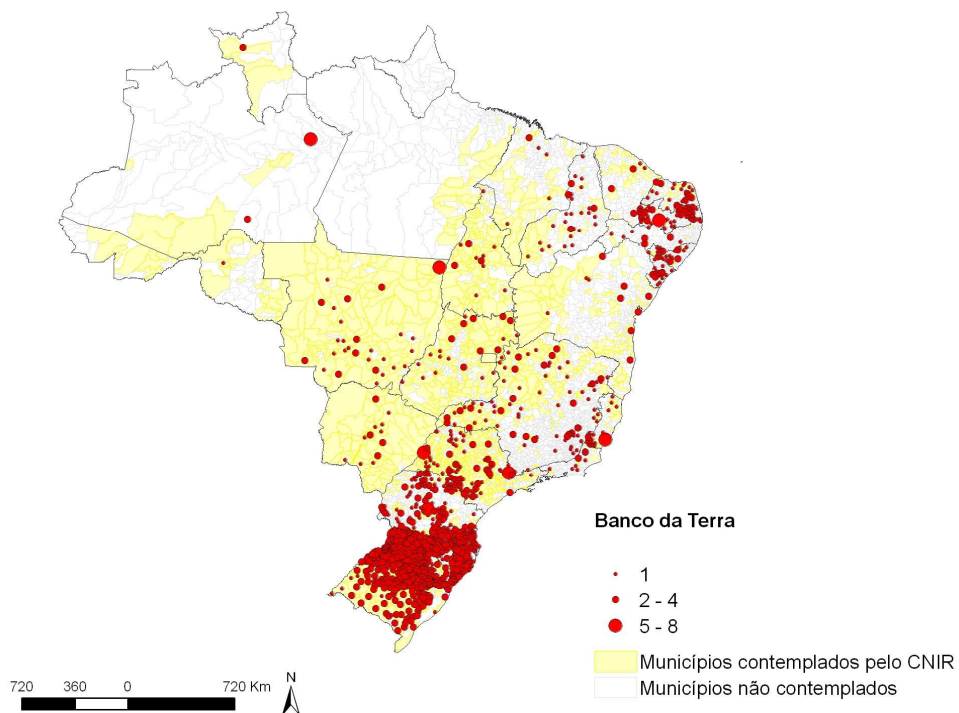 Banco da Terra
1
2 - 4
5 - 8
Municípios contemplados pelo CNIR
Municípios não contemplados
720 360 0 720 Km
N